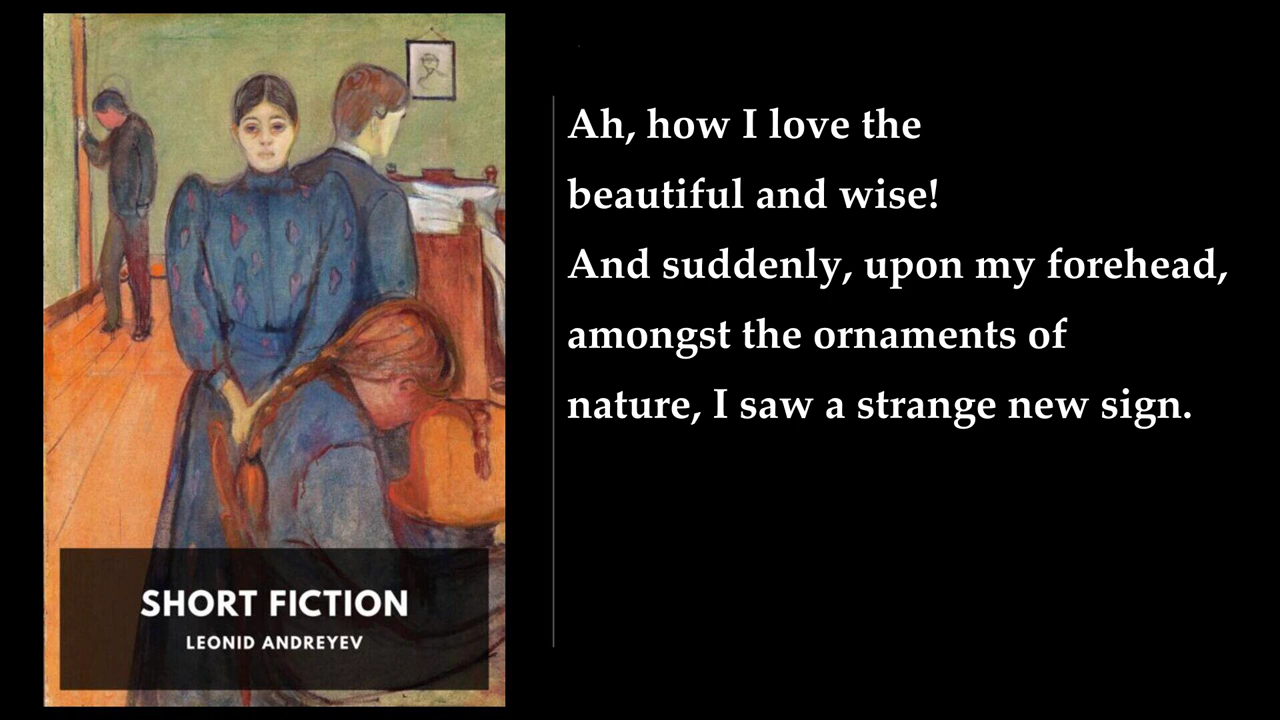 Ah, how I love the
beautiful and wise!
And suddenly, upon my forehead,
amongst the ornaments of
nature, I saw a strange new sign.
SHORT FICTION
LEONID ANDREYEV